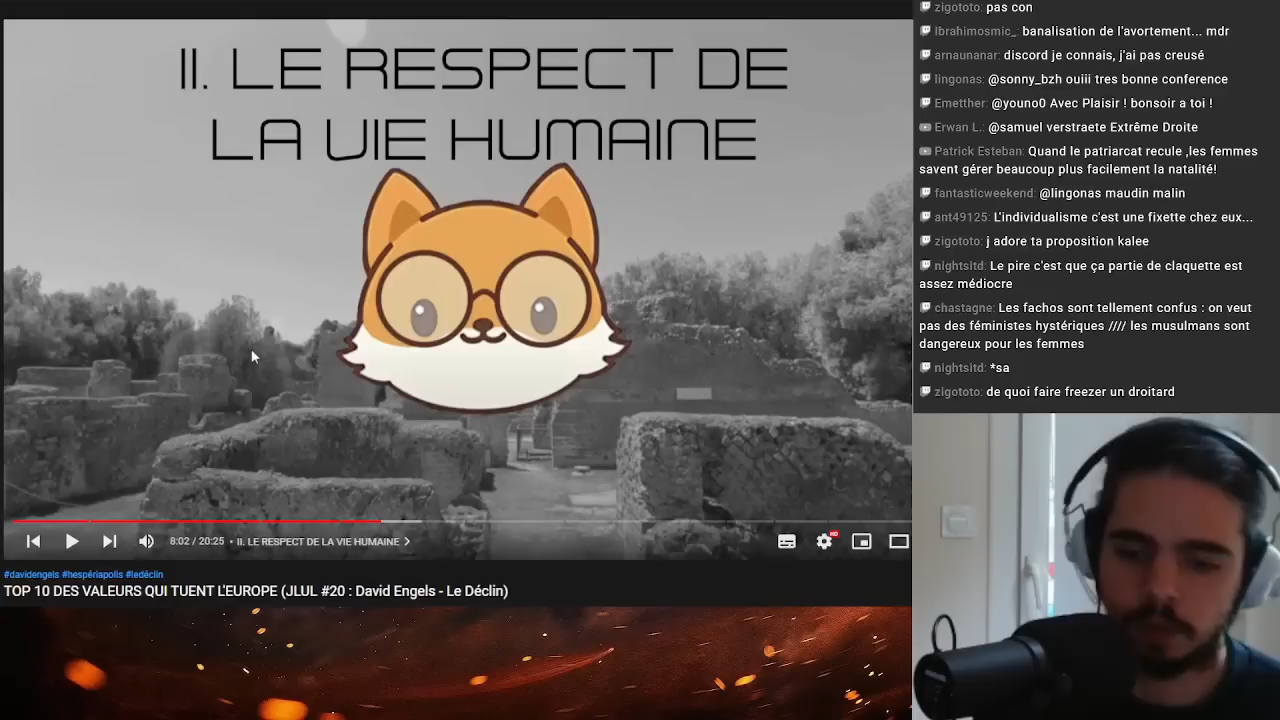 II. LE RESPECT DE
LA VIE HUMAINE
8:02 / 20:25 • II. LE RESPECT DE LA VIE HUMAINE
HD
#davidengels #hespériapolis #ledéclin
TOP 10 DES VALEURS QUI TUENT L'EUROPE (JLUL #20 : David Engels - Le Déclin)
zigototo: pas con
Ibrahimosmic_: banalisation de l'avortement... mdr
arnaunanar: discord je connais, j'ai pas creusé
lingonas: @sonny_bzh ouiii tres bonne conference
Emetther: @youno0 Avec Plaisir ! bonsoir a toi !
Erwan L.: @samuel verstraete Extrême Droite
Patrick Esteban: Quand le patriarcat recule ,les femmes
savent gérer beaucoup plus facilement la natalité!
fantasticweekend: @lingonas maudin malin
ant49125: L'individualisme c'est une fixette chez eux...
zigototo: j adore ta proposition kalee
nightsltd: Le pire c'est que ça partie de claquette est
assez médiocre
chastagne: Les fachos sont tellement confus : on veut
pas des féministes hystériques //// les musulmans sont
dangereux pour les femmes
nightsltd: *sa
zigototo: de quoi faire freezer un droitard